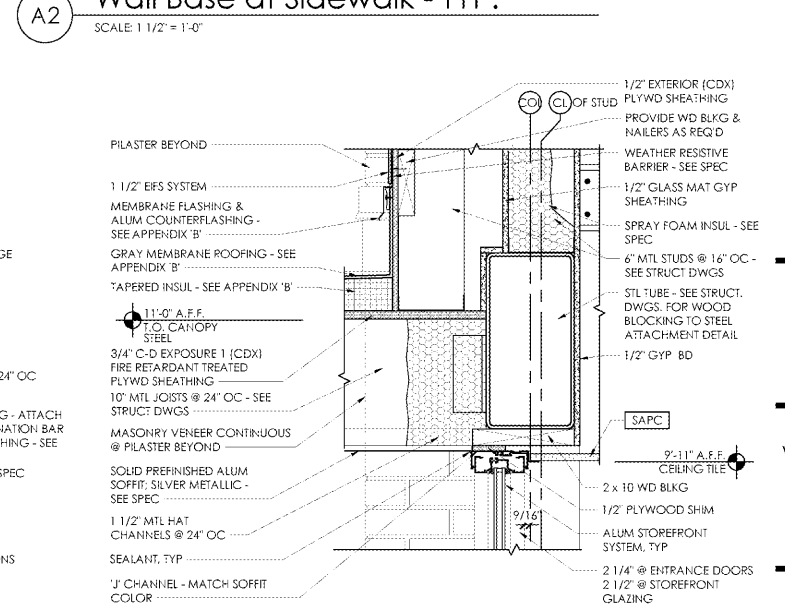 A2
Wall Base at Sidewalk - TYP.
SCALE: 1 1/2" = 1'-0"
PILASTER BEYOND
1 1/2" EIFS SYSTEM
MEMBRANE FLASHING &
ALUM COUNTERFLASHING -
SEE APPENDIX 'B'
GRAY MEMBRANE ROOFING - SEE
APPENDIX 'B'
TAPERED INSUL - SEE APPENDIX 'B'
11'-0" A.F.F.
T.O. CANOPY
STEEL
3/4" C-D EXPOSURE 1 (CDX)
FIRE RETARDANT TREATED
PLYWD SHEATHING
10" MTL JOISTS @ 24" OC - SEE
STRUCT DWGS
MASONRY VENEER CONTINUOUS
@ PILASTER BEYOND
SOLID PREFINISHED ALUM
SOFFIT; SILVER METALLIC -
SEE SPEC
1 1/2" MTL HAT
CHANNELS @ 24" OC
SEALANT, TYP
'J' CHANNEL - MATCH SOFFIT
COLOR
GE
24" OC
G - ATTACH
NATION BAR
HING - SEE
SPEC
NS
COL
CL OF STUD
1/2" EXTERIOR (CDX)
PLYWD SHEATHING
PROVIDE WD BLKG &
NAILERS AS REQ'D
WEATHER RESISTIVE
BARRIER - SEE SPEC
1/2" GLASS MAT GYP
SHEATHING
SPRAY FOAM INSUL - SEE
SPEC
6" MTL STUDS @ 16" OC -
SEE STRUCT DWGS
STL TUBE - SEE STRUCT.
DWGS. FOR WOOD
BLOCKING TO STEEL
ATTACHMENT DETAIL
1/2" GYP BD
SAPC
9'-11" A.F.F.
CEILING TILE
2 x 10 WD BLKG
1/2" PLYWOOD SHIM
9/16"
ALUM STOREFRONT
SYSTEM, TYP
2 1/4" @ ENTRANCE DOORS
2 1/2" @ STOREFRONT
GLAZING